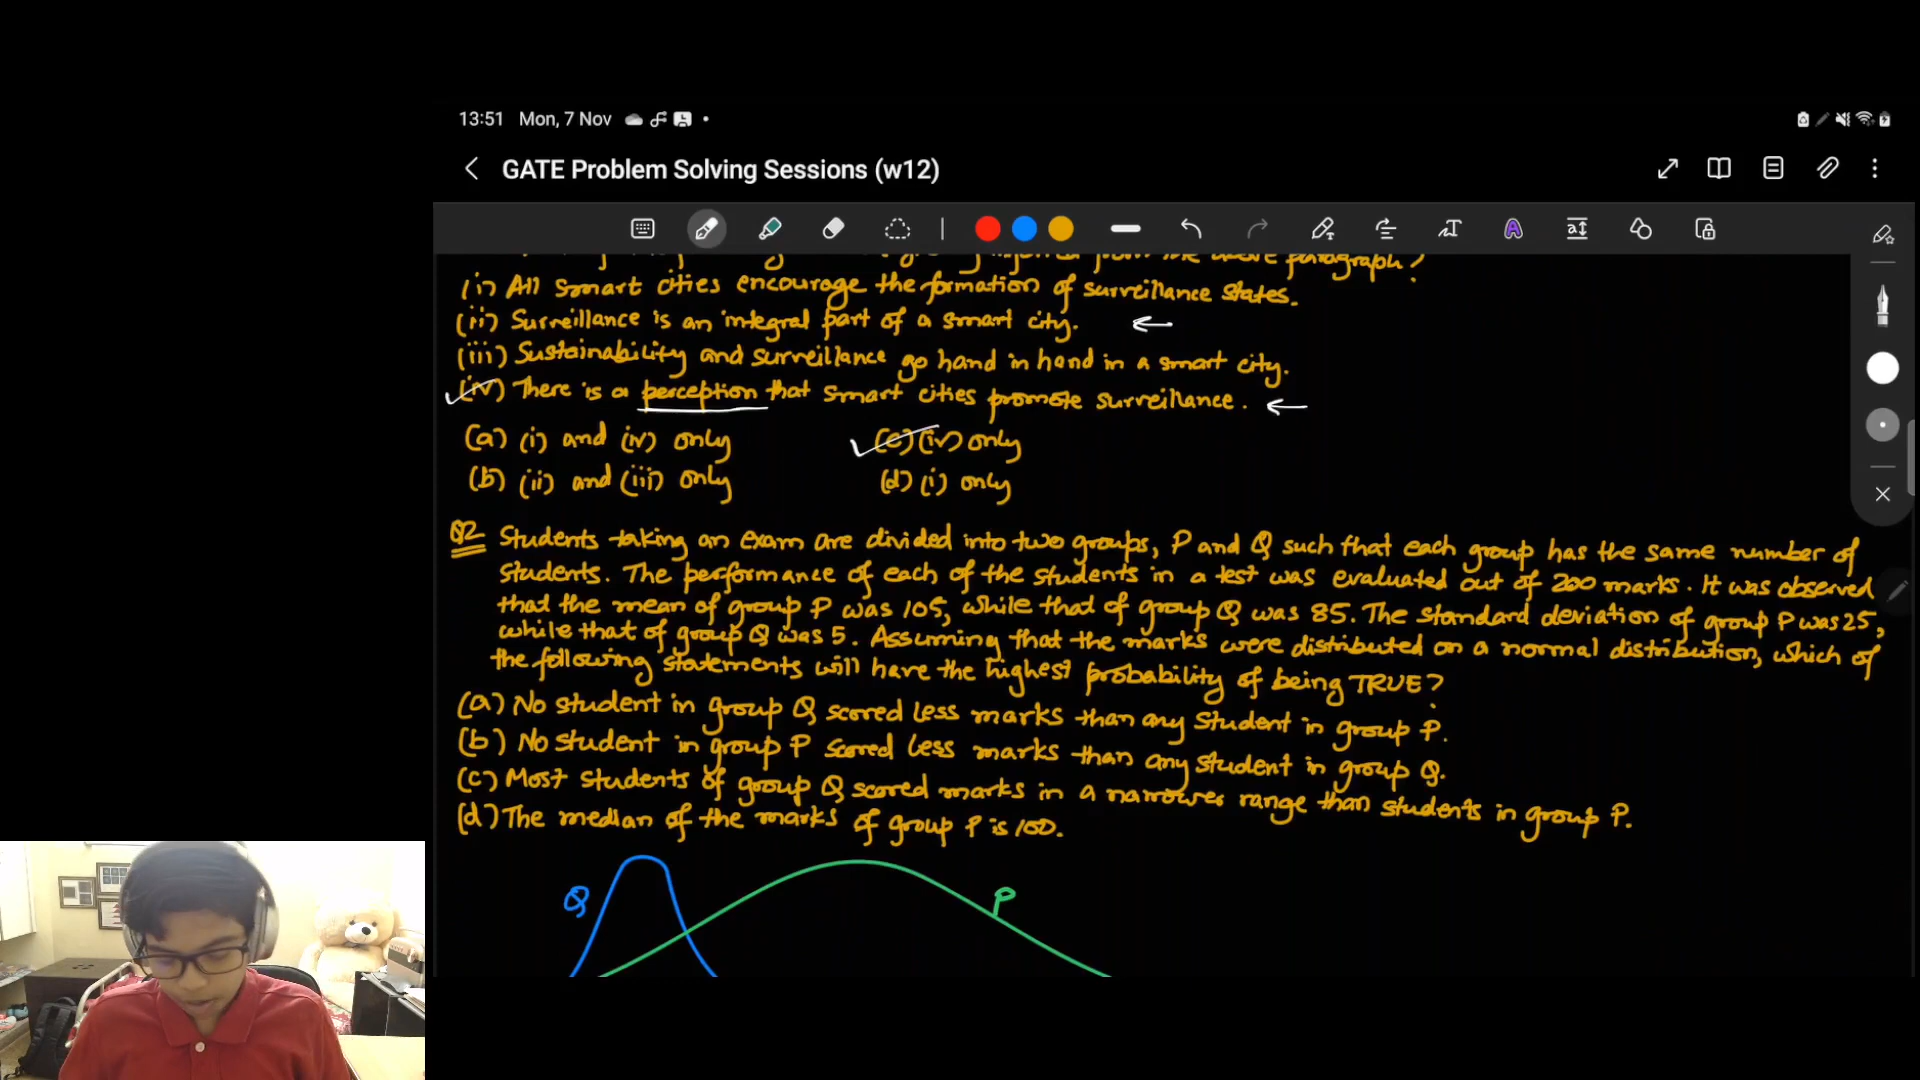 13:51 Mon, 7 Nov
GATE Problem Solving Sessions (w12)
from the above paragraph?
(i) All smart cities encourage the formation of surveillance states.
(ii) Surveillance is an integral part of a smart city.
(iii) Sustainability and surveillance go hand in hand in a smart city.
(iv) There is a perception that smart cities promote surveillance.
(a) (i) and (iv) only (c) (iv) only
(b) (ii) and (iii) only (d) (i) only
Q2 Students taking an exam are divided into two groups, P and Q such that each group has the same number of
students. The performance of each of the students in a test was evaluated out of 200 marks. It was observed
that the mean of group P was 105, while that of group Q was 85. The standard deviation of group P was 25,
while that of group Q was 5. Assuming that the marks were distributed on a normal distribution, which of
the following statements will have the highest probability of being TRUE?
(a) No student in group Q scored less marks than any student in group P.
(b) No student in group P scored less marks than any student in group Q.
(c) Most students of group Q scored marks in a narrower range than students in group P.
(d) The median of the marks of group P is 100.
Q P